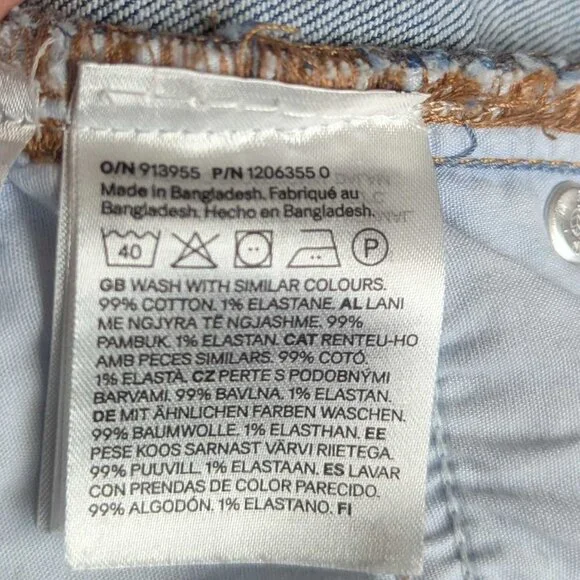 O/N 913955 P/N 1206355 0
Made in Bangladesh. Fabriqué au
Bangladesh. Hecho en Bangladesh.
40 P
GB WASH WITH SIMILAR COLOURS.
99% COTTON. 1% ELASTANE. AL LANI
ME NGJYRA TË NGJASHME. 99%
PAMBUK. 1% ELASTAN. CAT RENTEU-HO
AMB PECES SIMILARS. 99% COTÓ.
1% ELASTÀ. CZ PERTE S PODOBNÝMI
BARVAMI. 99% BAVLNA. 1% ELASTAN.
DE MIT ÄHNLICHEN FARBEN WASCHEN.
99% BAUMWOLLE. 1% ELASTHAN. EE
PESE KOOS SARNAST VÄRVI RIIETEGA.
99% PUUVILL. 1% ELASTAAN. ES LAVAR
CON PRENDAS DE COLOR PARECIDO.
99% ALGODÓN. 1% ELASTANO. FI